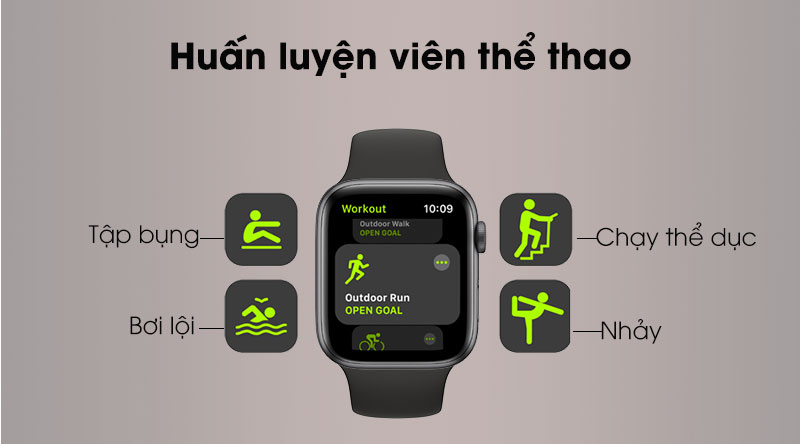 Huấn luyện viên thể thao
Workout 10:09
Outdoor Walk
OPEN GOAL
Outdoor Run
OPEN GOAL
Tập bụng
Bơi lội
Chạy thể dục
Nhảy